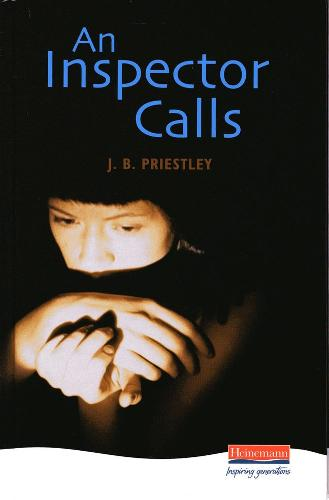 An
Inspector
Calls
J. B. PRIESTLEY
Heinemann
Inspiring generations